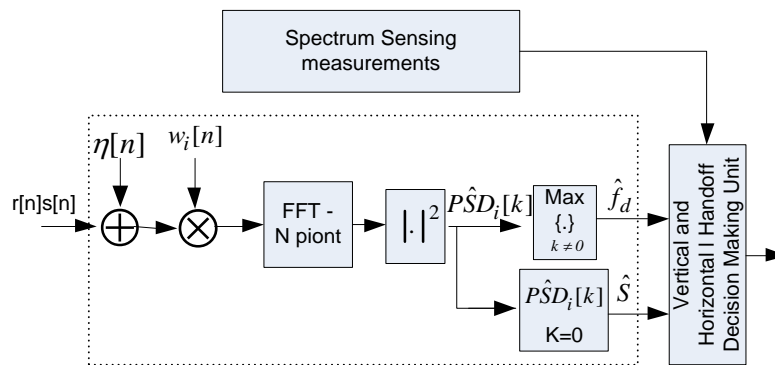 Spectrum Sensing
measurements
η[n]
w_i[n]
r[n]s[n]
FFT -
N piont
|.|²
PŜD_i[k]
Max
{.}
k ≠ 0
f̂_d
PŜD_i[k]
K=0
Ŝ
Vertical and
Horizontal l Handoff
Decision Making Unit